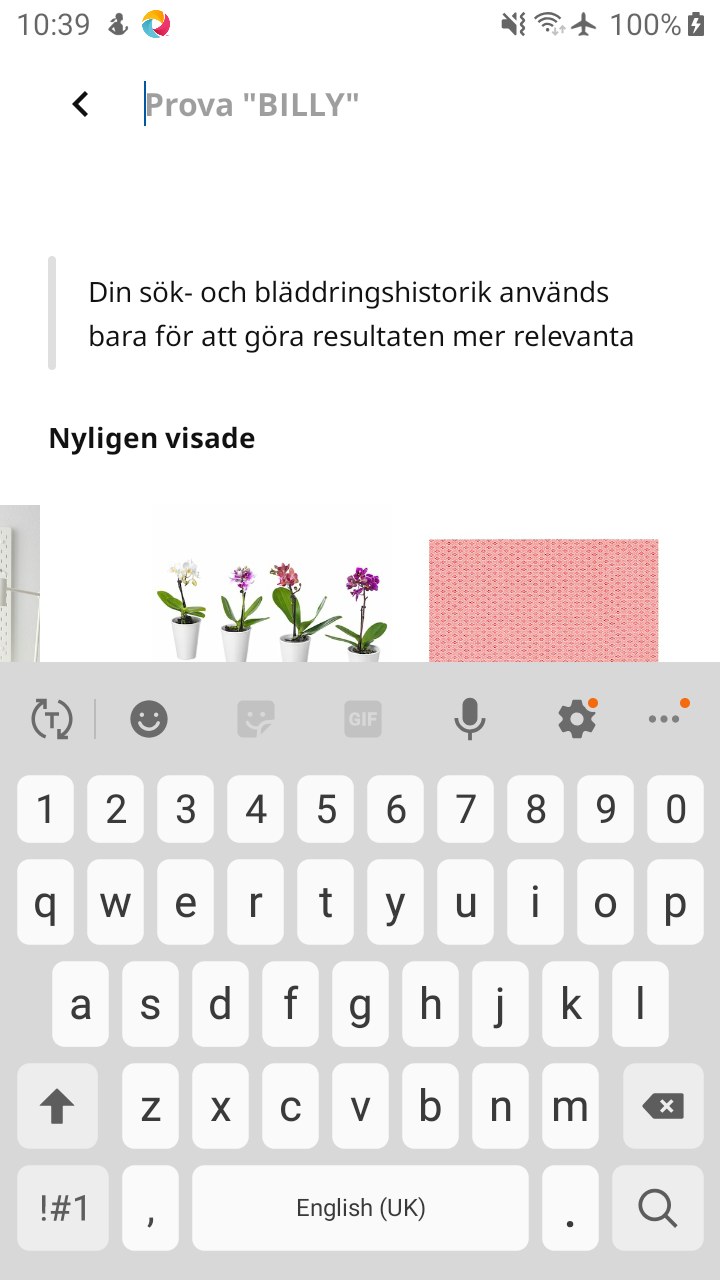 10:39
100%
Prova "BILLY"
Din sök- och bläddringshistorik används
bara för att göra resultaten mer relevanta
Nyligen visade
T
GIF
1 2 3 4 5 6 7 8 9 0
q w e r t y u i o p
a s d f g h j k l
z x c v b n m
!#1 , English (UK) .